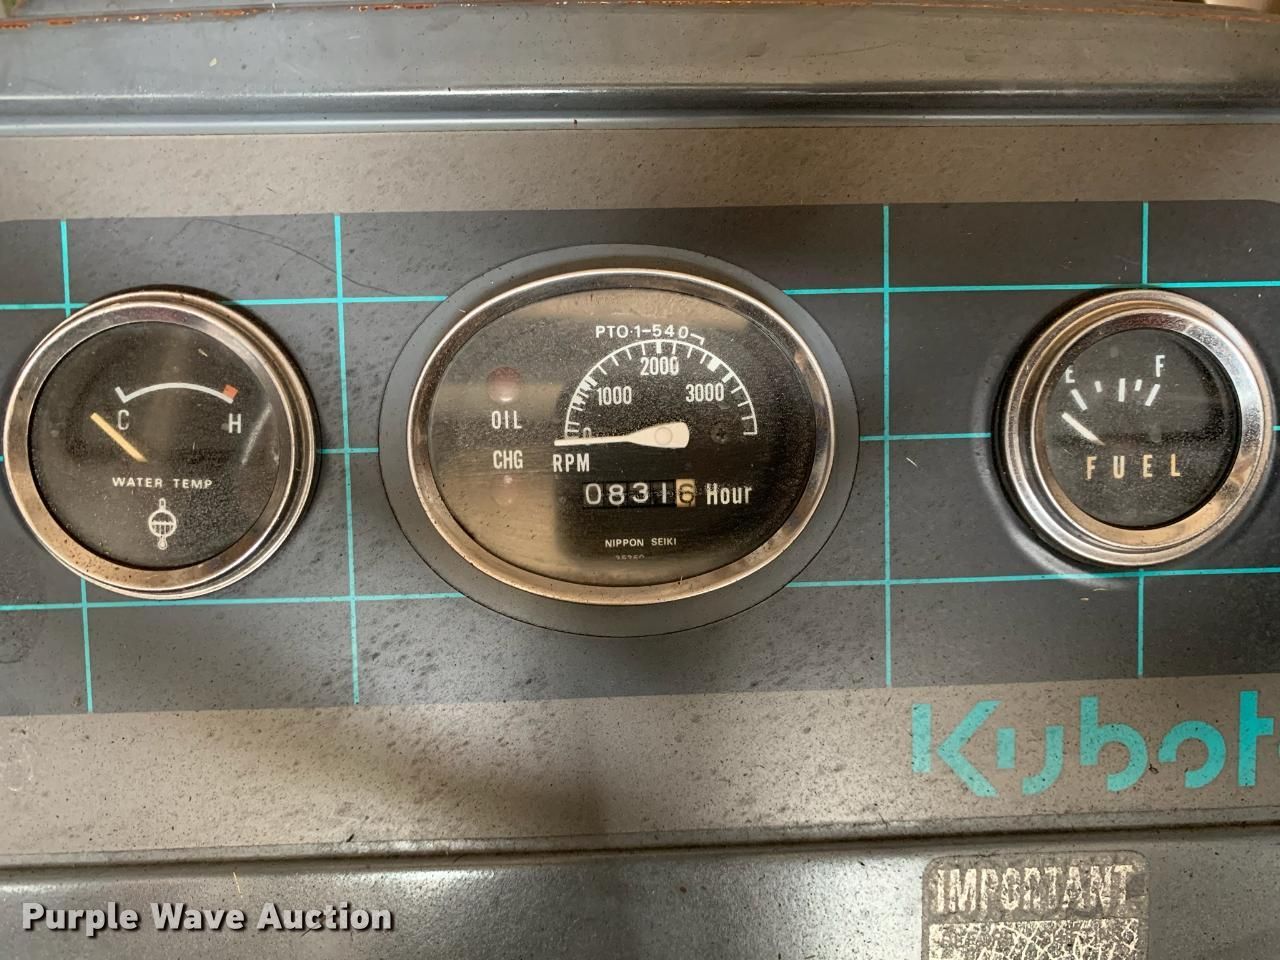 C
H
WATER TEMP
PTO·1-540
1000
2000
3000
0
OIL
CHG
RPM
08316 Hour
NIPPON SEIKI
E
F
FUEL
Kubot
IMPORTANT
Purple Wave Auction